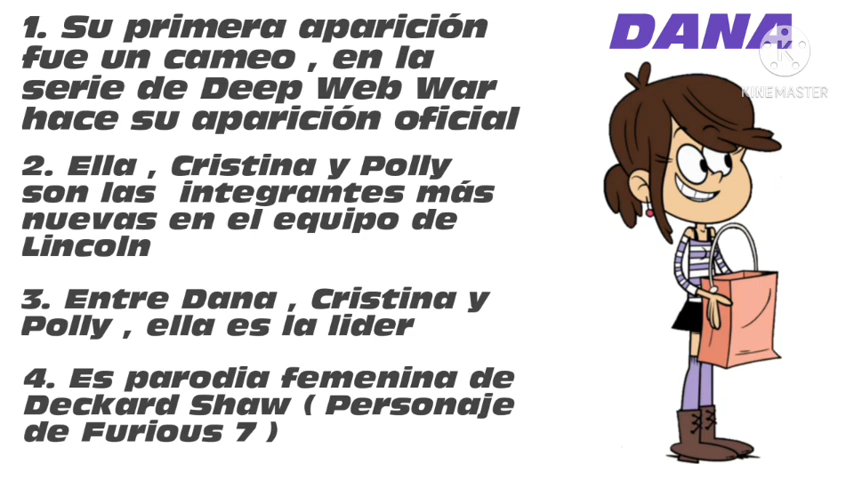 DANA
KINEMASTER
1. Su primera aparición
fue un cameo , en la
serie de Deep Web War
hace su aparición oficial
2. Ella , Cristina y Polly
son las integrantes más
nuevas en el equipo de
Lincoln
3. Entre Dana , Cristina y
Polly , ella es la lider
4. Es parodia femenina de
Deckard Shaw ( Personaje
de Furious 7 )